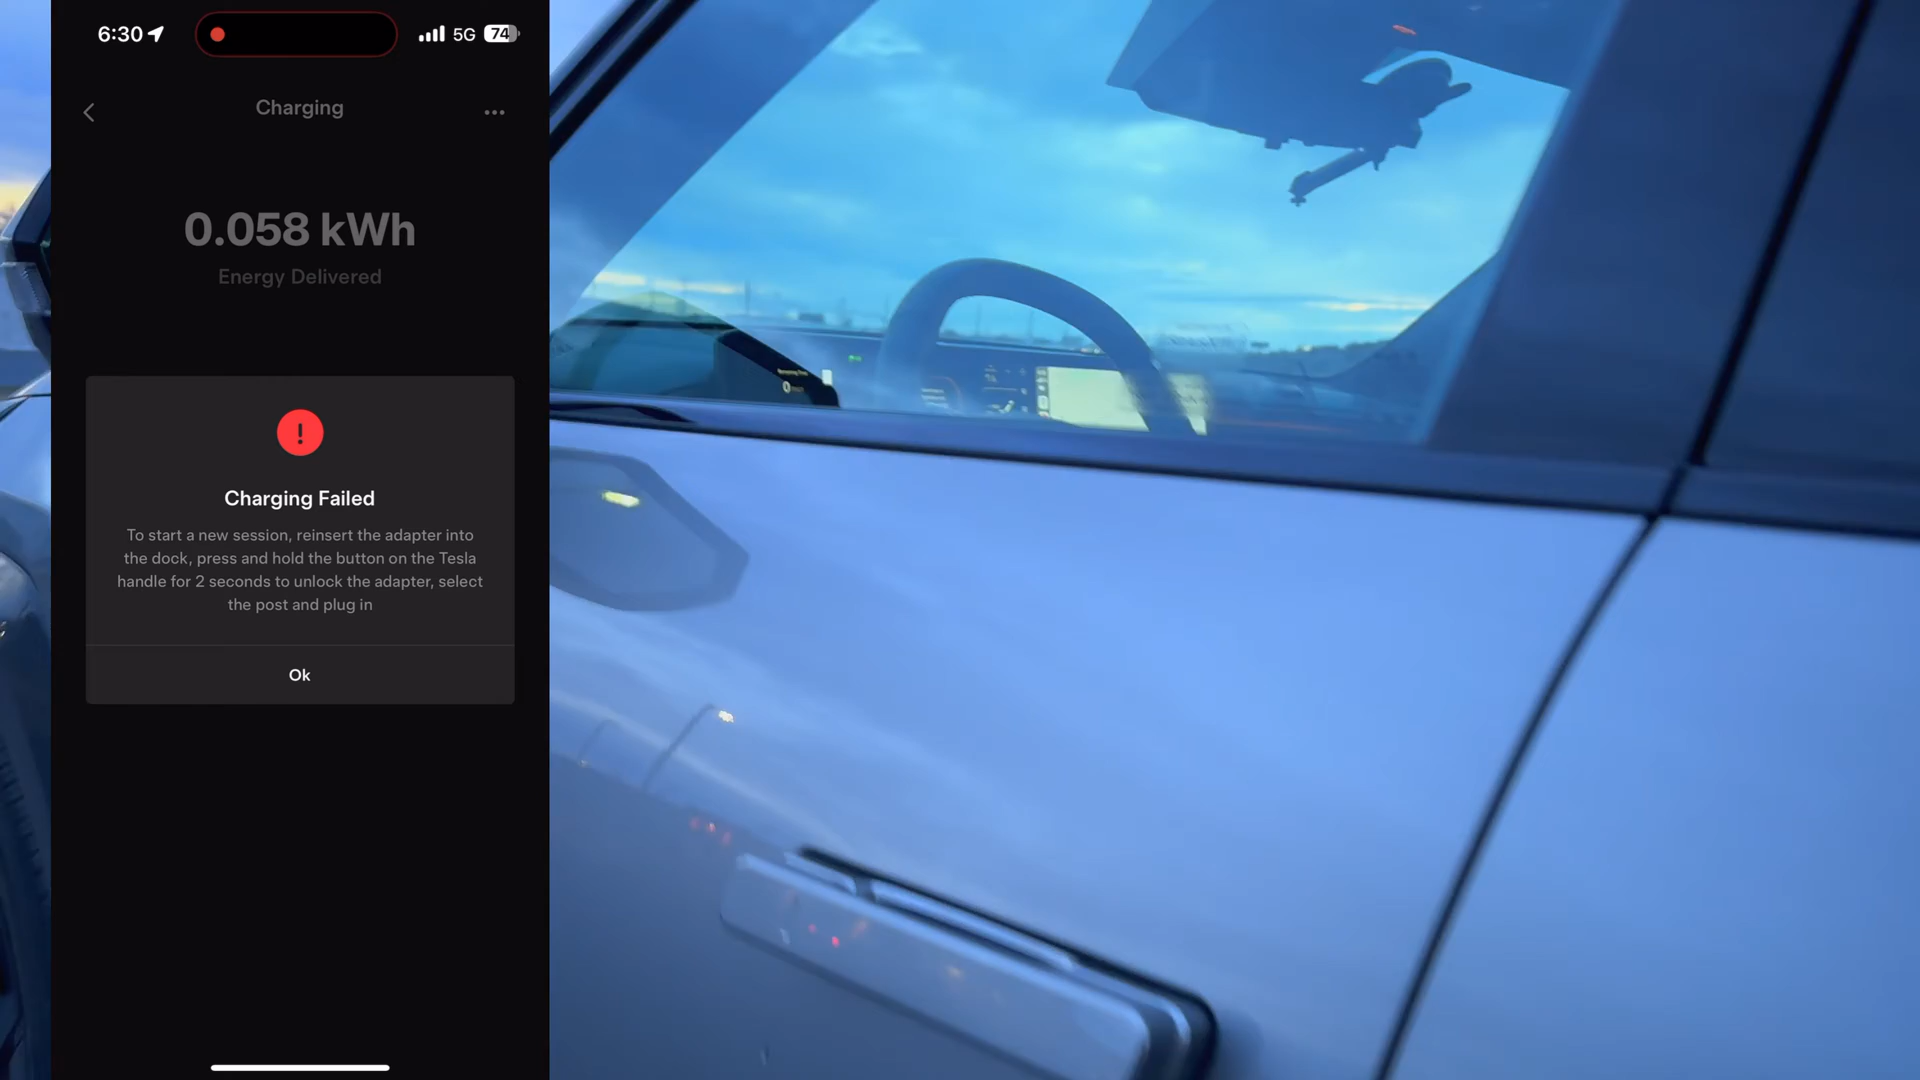 6:30
5G
74
Charging
0.058 kWh
Energy Delivered
Charging Failed
To start a new session, reinsert the adapter into
the dock, press and hold the button on the Tesla
handle for 2 seconds to unlock the adapter, select
the post and plug in
Ok